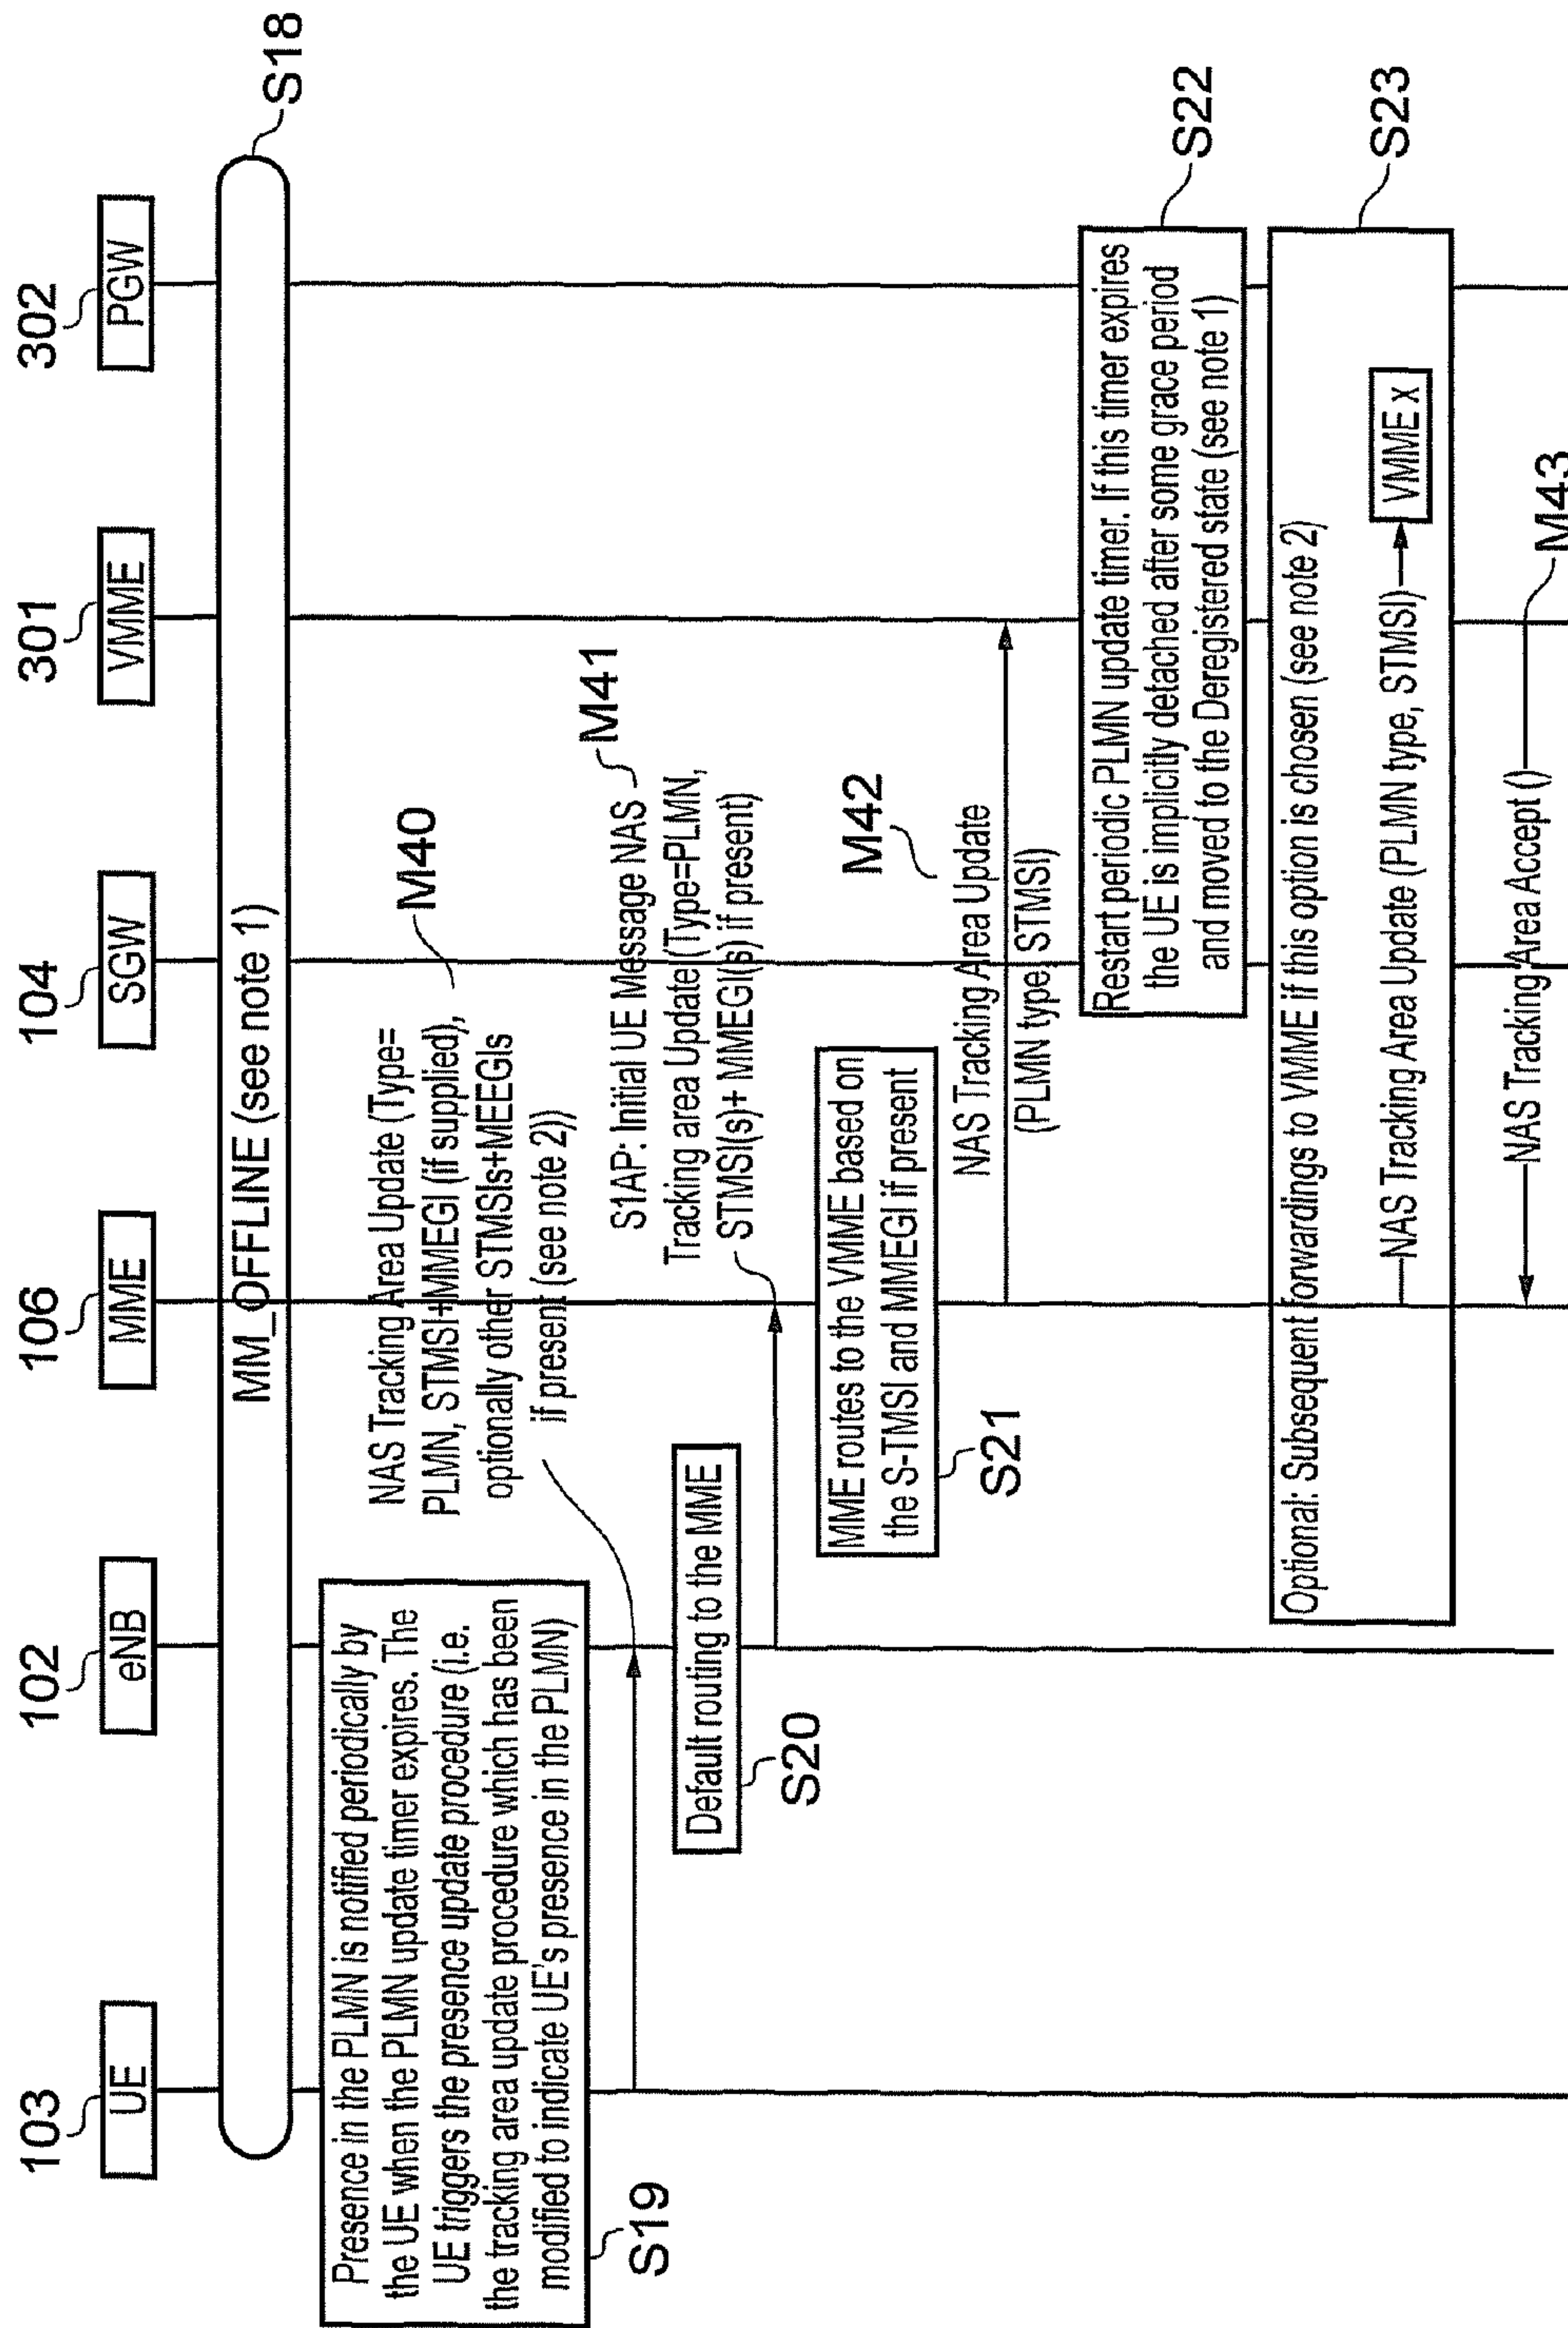 103
UE
102
eNB
106
MME
104
SGW
301
VMME
302
PGW
MM_OFFLINE (see note 1)
S18
Presence in the PLMN is notified periodically by
the UE when the PLMN update timer expires. The
UE triggers the presence update procedure (i.e.
the tracking area update procedure which has been
modified to indicate UE's presence in the PLMN)
S19
NAS Tracking Area Update (Type=
PLMN, STMSI+MMEGI (if supplied),
optionally other STMSIs+MEEGIs
if present (see note 2))
M40
Default routing to the MME
S20
S1AP: Initial UE Message NAS
Tracking area Update (Type=PLMN,
STMSI(s)+ MMEGI(s) if present)
M41
MME routes to the VMME based on
the S-TMSI and MMEGI if present
S21
NAS Tracking Area Update
(PLMN type, STMSI)
M42
Restart periodic PLMN update timer. If this timer expires
the UE is implicitly detached after some grace period
and moved to the Deregistered state (see note 1)
S22
Optional: Subsequent forwardings to VMME if this option is chosen (see note 2)
NAS Tracking Area Update (PLMN type, STMSI)
VMME x
S23
NAS Tracking Area Accept ()
M43